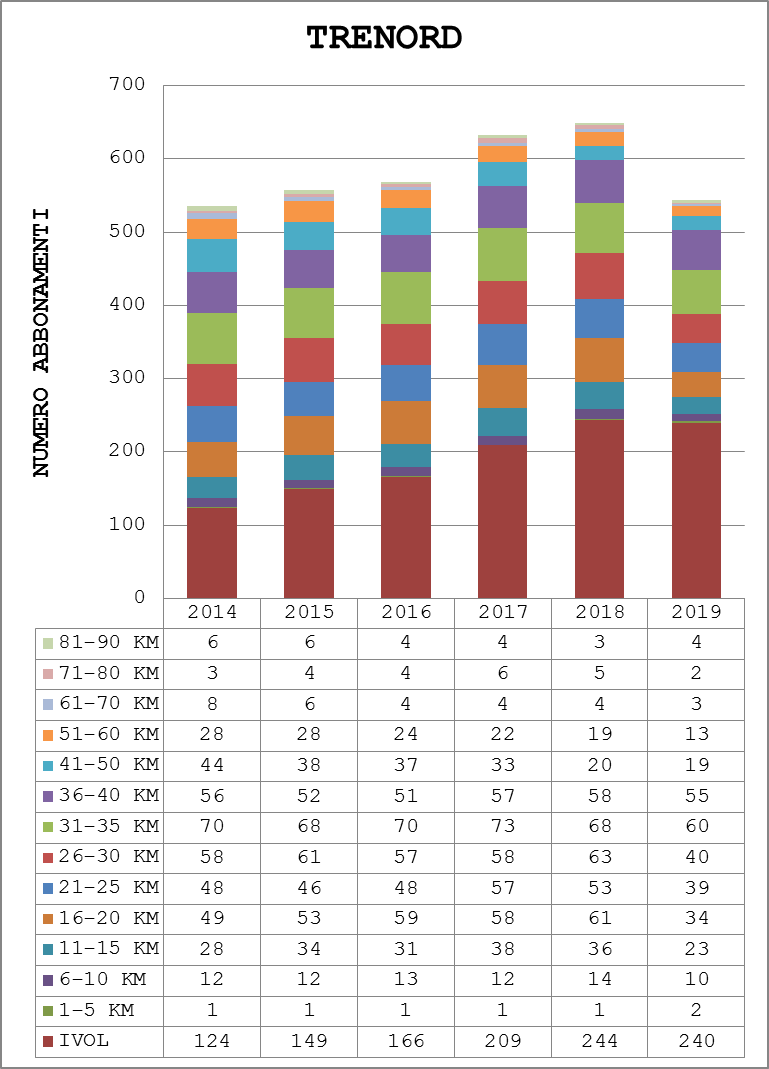 TRENORD
NUMERO ABBONAMENTI
700
600
500
400
300
200
100
0
2014 2015 2016 2017 2018 2019
81-90 KM 6 6 4 4 3 4
71-80 KM 3 4 4 6 5 2
61-70 KM 8 6 4 4 4 3
51-60 KM 28 28 24 22 19 13
41-50 KM 44 38 37 33 20 19
36-40 KM 56 52 51 57 58 55
31-35 KM 70 68 70 73 68 60
26-30 KM 58 61 57 58 63 40
21-25 KM 48 46 48 57 53 39
16-20 KM 49 53 59 58 61 34
11-15 KM 28 34 31 38 36 23
6-10 KM 12 12 13 12 14 10
1-5 KM 1 1 1 1 1 2
IVOL 124 149 166 209 244 240